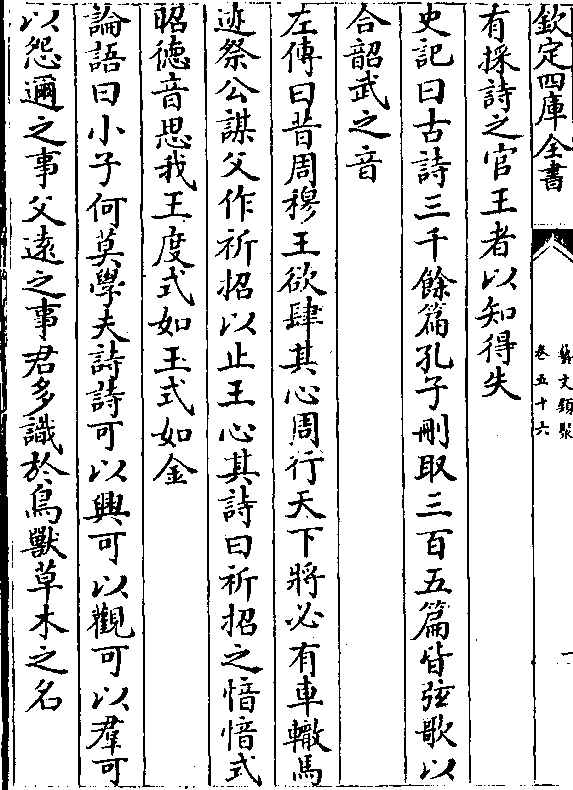 欽定四庫全書
藝文類聚
卷五十六
一
有採詩之官王者以知得失
史記曰古詩三千餘篇孔子刪取三百五篇皆弦歌以
合韶武之音
左傳曰昔周穆王欲肆其心周行天下將必有車轍馬
迹祭公謀父作祈招以止王心其詩曰祈招之愔愔式
昭德音思我王度式如玉式如金
論語曰小子何莫學夫詩詩可以興可以觀可以羣可
以怨邇之事父遠之事君多識於鳥獸草木之名